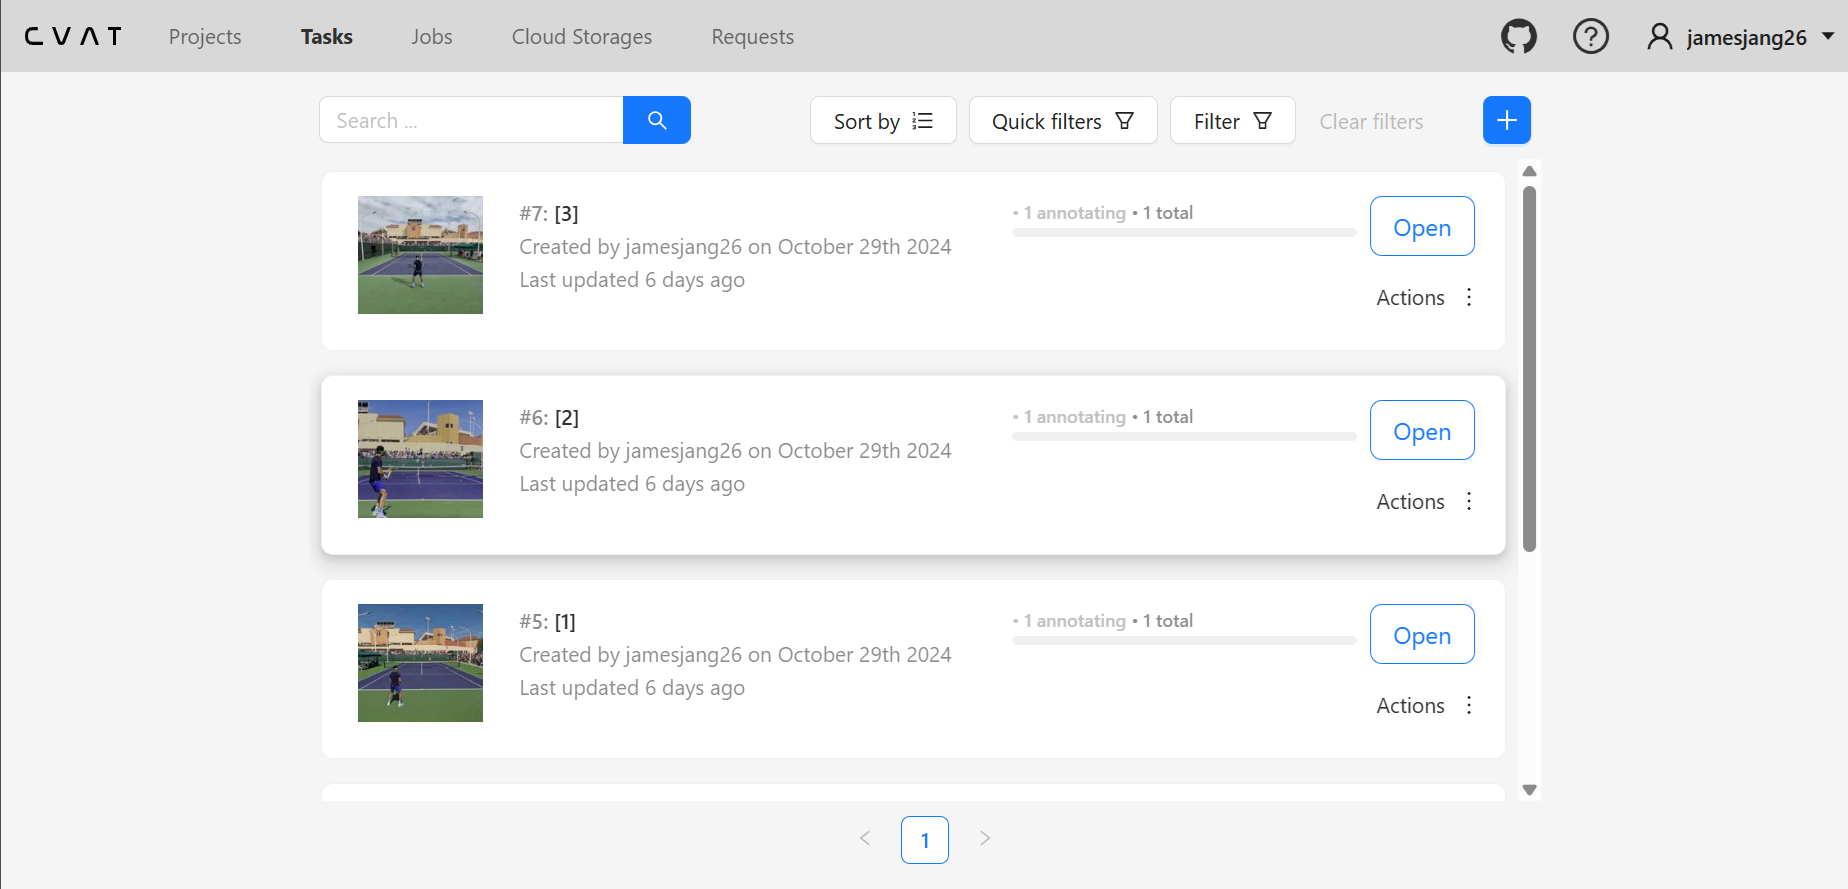 CVAT Projects Tasks Jobs Cloud Storages Requests jamesjang26
Search ... Sort by Quick filters Filter Clear filters
#7: [3] • 1 annotating • 1 total Open
Created by jamesjang26 on October 29th 2024
Last updated 6 days ago Actions
#6: [2] • 1 annotating • 1 total Open
Created by jamesjang26 on October 29th 2024
Last updated 6 days ago Actions
#5: [1] • 1 annotating • 1 total Open
Created by jamesjang26 on October 29th 2024
Last updated 6 days ago Actions
1